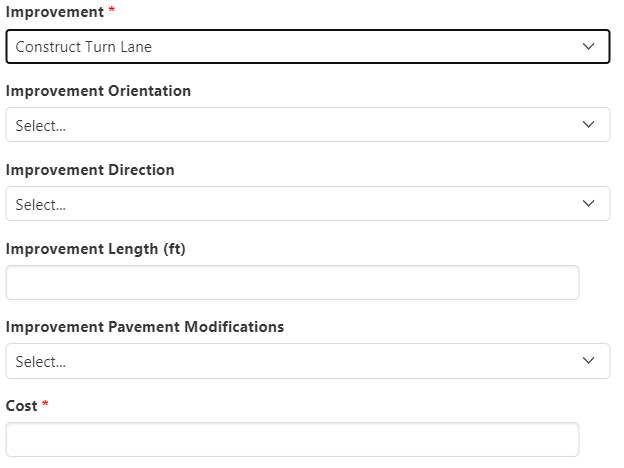 Improvement *
Construct Turn Lane
Improvement Orientation
Select...
Improvement Direction
Select...
Improvement Length (ft)
Improvement Pavement Modifications
Select...
Cost *